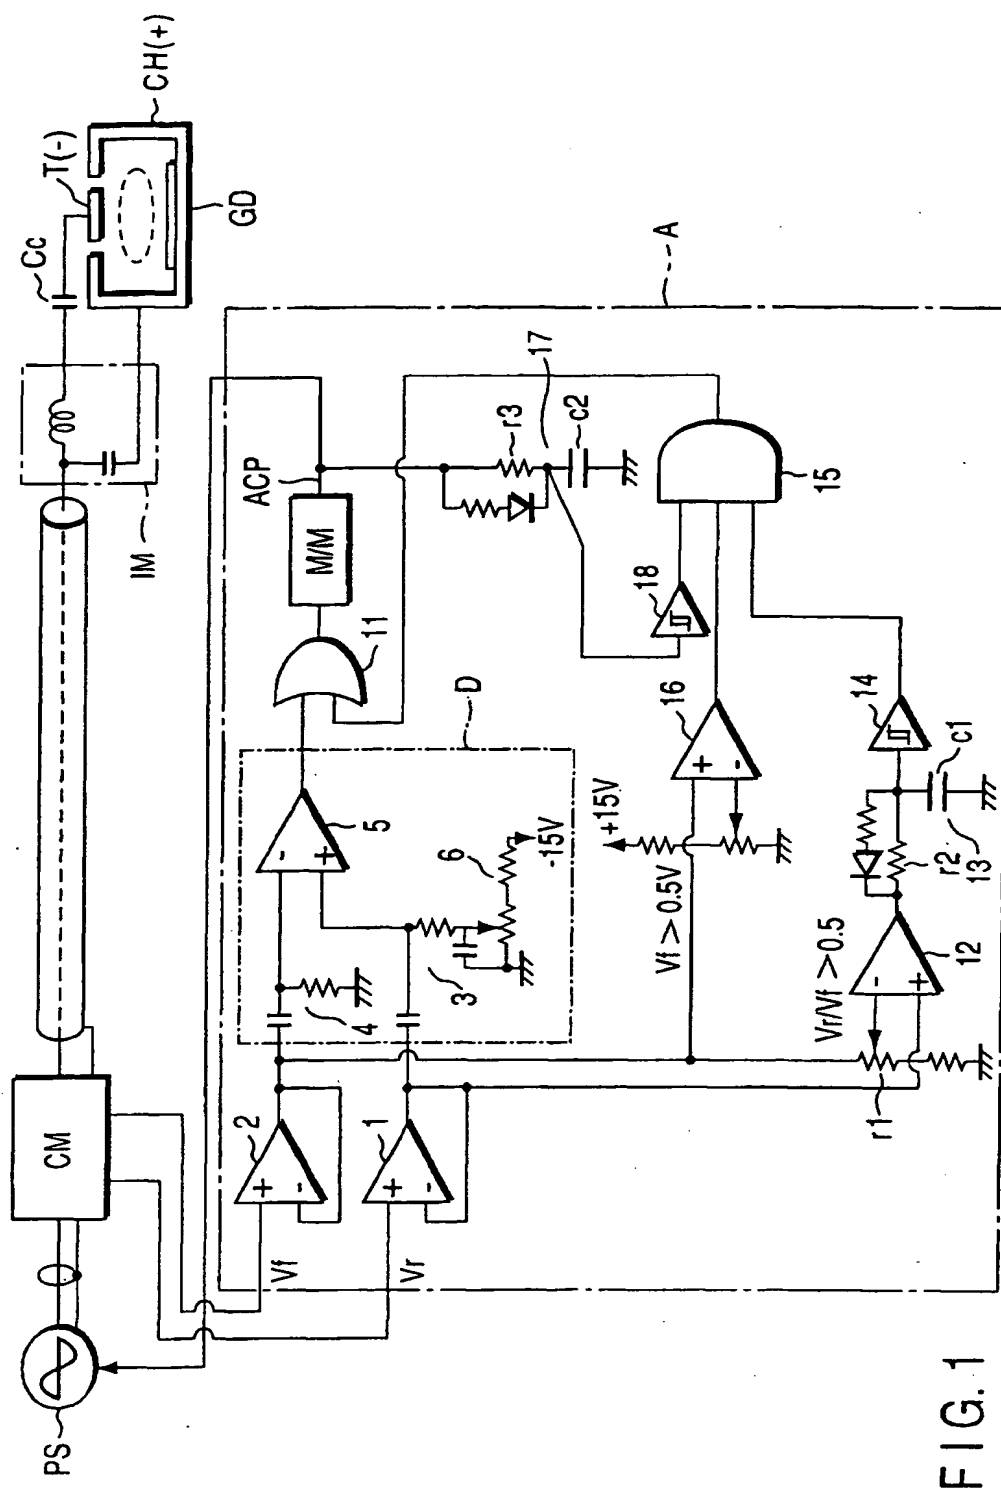 PS
CM
IM
Cc
T(-)
CH(+)
GD
A
Vf
Vr
2
1
+
-
+
-
4
3
6
-15V
5
-
+
D
11
M/M
ACP
r3
17
c2
Vf > 0.5V
+15V
16
+
-
18
15
r1
Vr/Vf > 0.5
12
-
+
r2
13
c1
14
FIG. 1